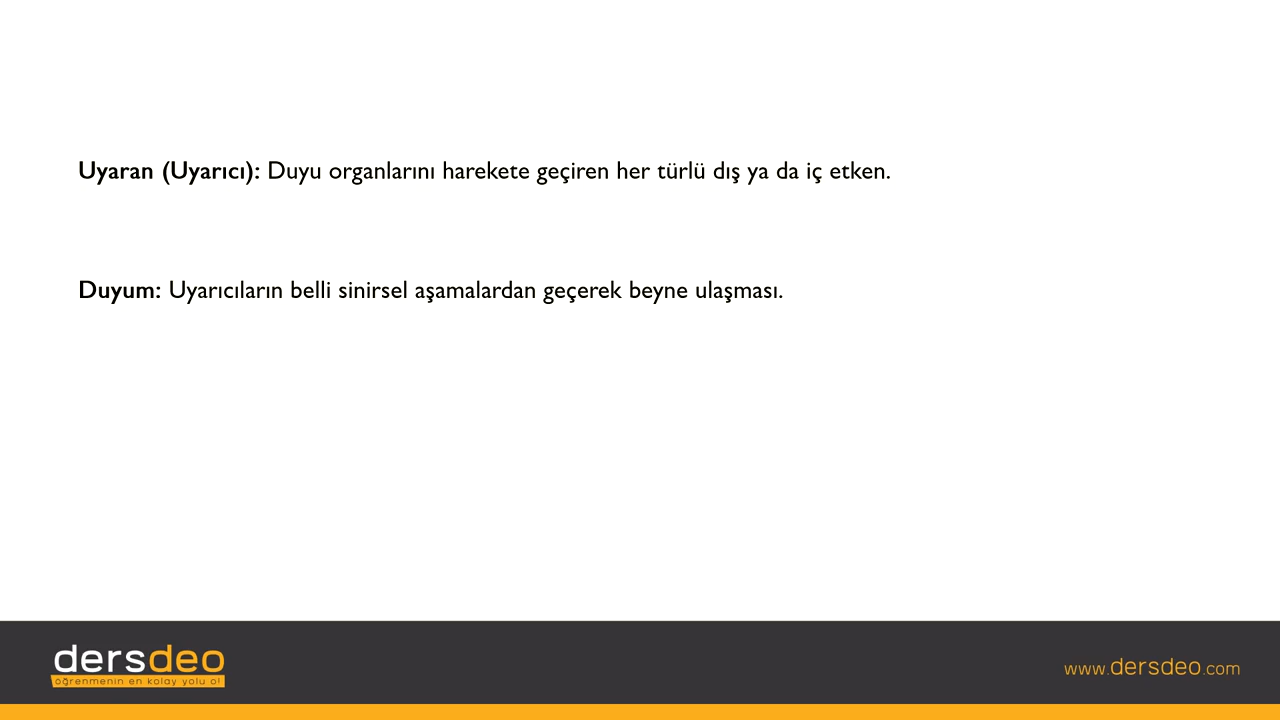 Uyaran (Uyarıcı): Duyu organlarını harekete geçiren her türlü dış ya da iç etken.
Duyum: Uyarıcıların belli sinirsel aşamalardan geçerek beyne ulaşması.
dersdeo
öğrenmenin en kolay yolu o!
www.dersdeo.com